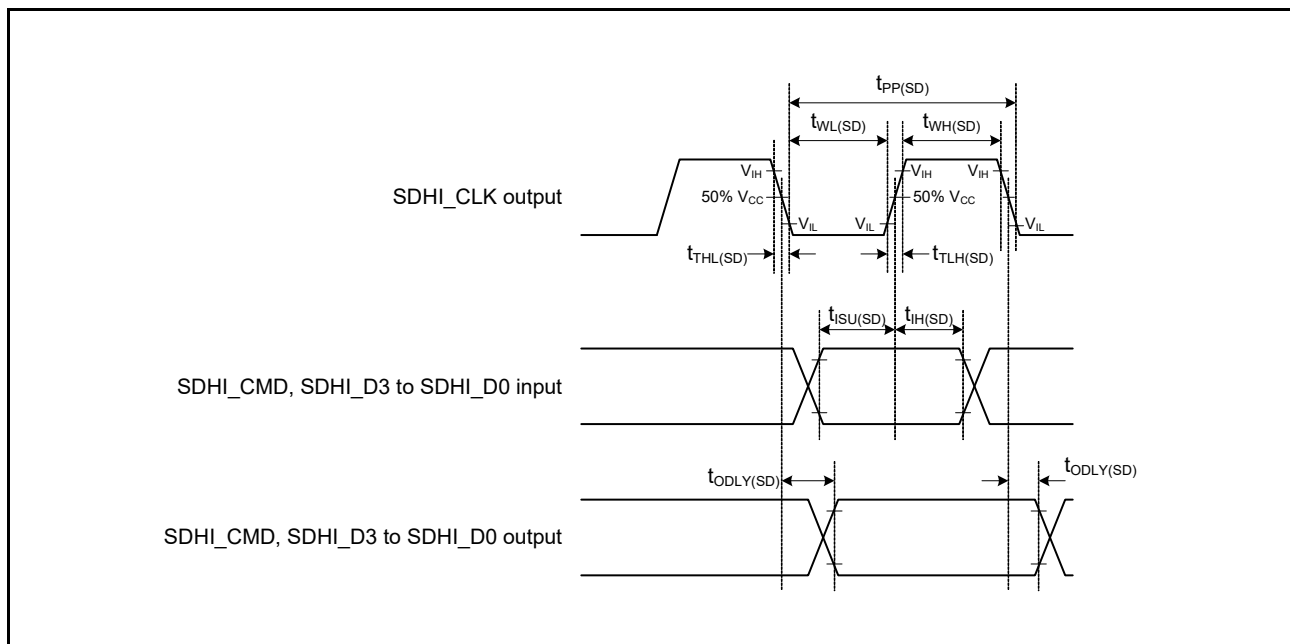 tPP(SD)
tWL(SD) tWH(SD)
VIH VIH VIH
SDHI_CLK output 50% VCC 50% VCC
VIL VIL VIL
tTHL(SD) tTLH(SD)
tISU(SD) tIH(SD)
SDHI_CMD, SDHI_D3 to SDHI_D0 input
tODLY(SD) tODLY(SD)
SDHI_CMD, SDHI_D3 to SDHI_D0 output